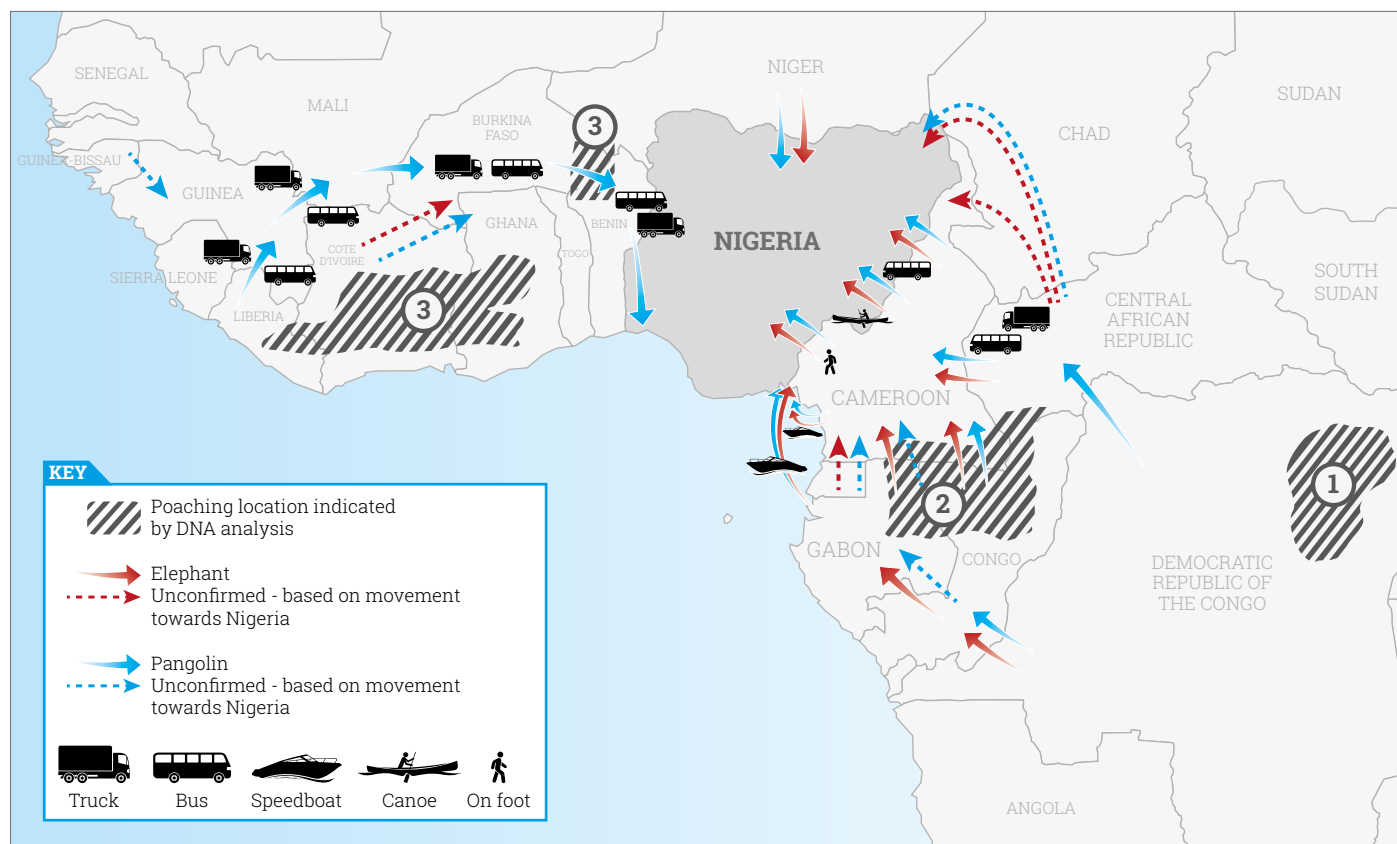 SENEGAL
MALI
NIGER
SUDAN
CHAD
BURKINA
FASO
3
GUINEA-BISSAU
GUINEA
GHANA
BENIN
TOGO
NIGERIA
COTE
D'IVOIRE
SIERRA LEONE
LIBERIA
3
SOUTH
SUDAN
CENTRAL
AFRICAN
REPUBLIC
CAMEROON
2
1
GABON
CONGO
DEMOCRATIC
REPUBLIC OF
THE CONGO
ANGOLA
KEY
Poaching location indicated
by DNA analysis
Elephant
Unconfirmed - based on movement
towards Nigeria
Pangolin
Unconfirmed - based on movement
towards Nigeria
Truck Bus Speedboat Canoe On foot